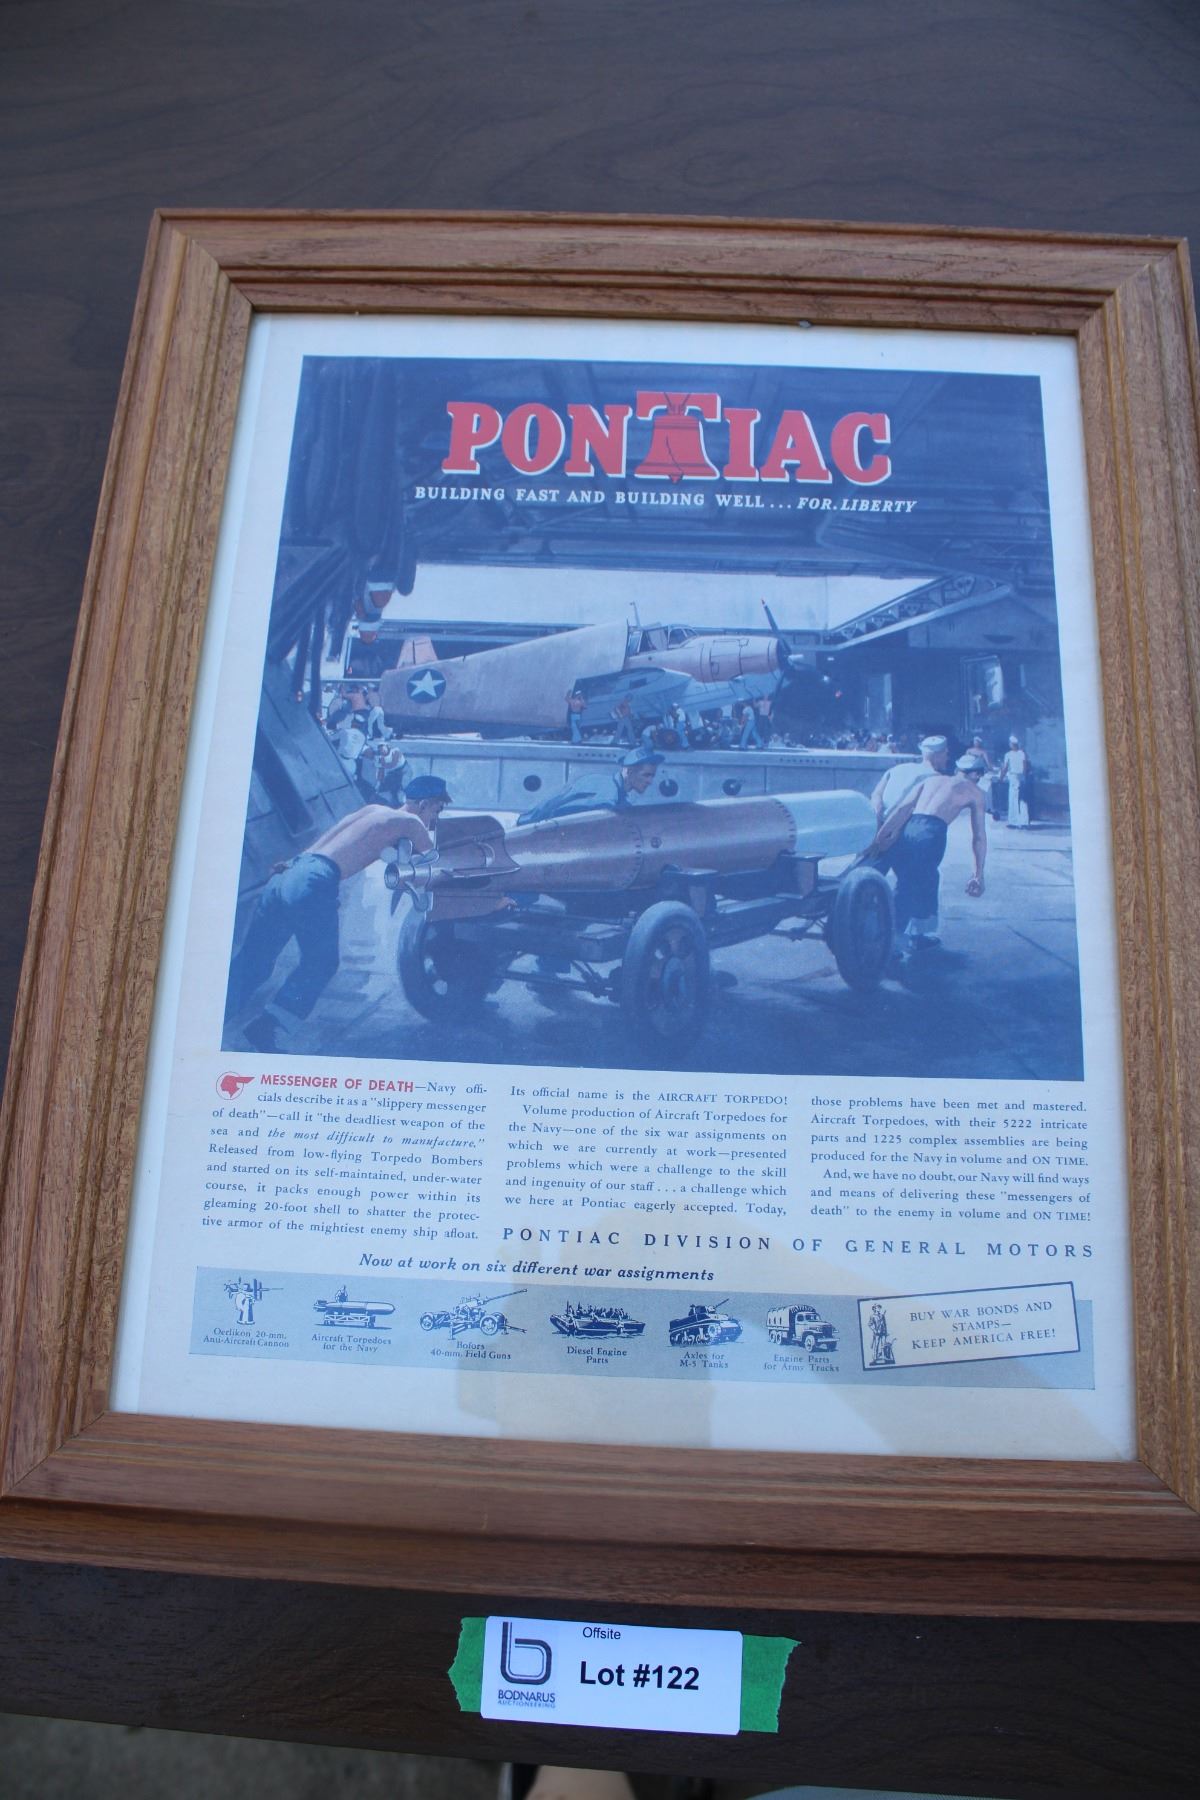 PONTIAC
BUILDING FAST AND BUILDING WELL... FOR LIBERTY
MESSENGER OF DEATH—Navy offi-
cials describe it as a "slippery messenger
of death"—call it "the deadliest weapon of the
sea and the most difficult to manufacture."
Released from low-flying Torpedo Bombers
and started on its self-maintained, under-water
course, it packs enough power within its
gleaming 20-foot shell to shatter the protec-
tive armor of the mightiest enemy ship afloat.
Its official name is the AIRCRAFT TORPEDO!
Volume production of Aircraft Torpedoes for
the Navy—one of the six war assignments on
which we are currently at work—presented
problems which were a challenge to the skill
and ingenuity of our staff... a challenge which
we here at Pontiac eagerly accepted. Today,
those problems have been met and mastered.
Aircraft Torpedoes, with their 5222 intricate
parts and 1225 complex assemblies are being
produced for the Navy in volume and ON TIME.
And, we have no doubt, our Navy will find ways
and means of delivering these "messengers of
death" to the enemy in volume and ON TIME!
PONTIAC DIVISION OF GENERAL MOTORS
Now at work on six different war assignments
Oerlikon 20-mm.
Anti-Aircraft Cannon
Aircraft Torpedoes
for the Navy
Bofors
40-mm. Field Guns
Diesel Engine
Parts
Axles for
M-5 Tanks
Engine Parts
for Army Trucks
BUY WAR BONDS AND
STAMPS—
KEEP AMERICA FREE!
Offsite
Lot #122
BODNARUS
AUCTIONEERING